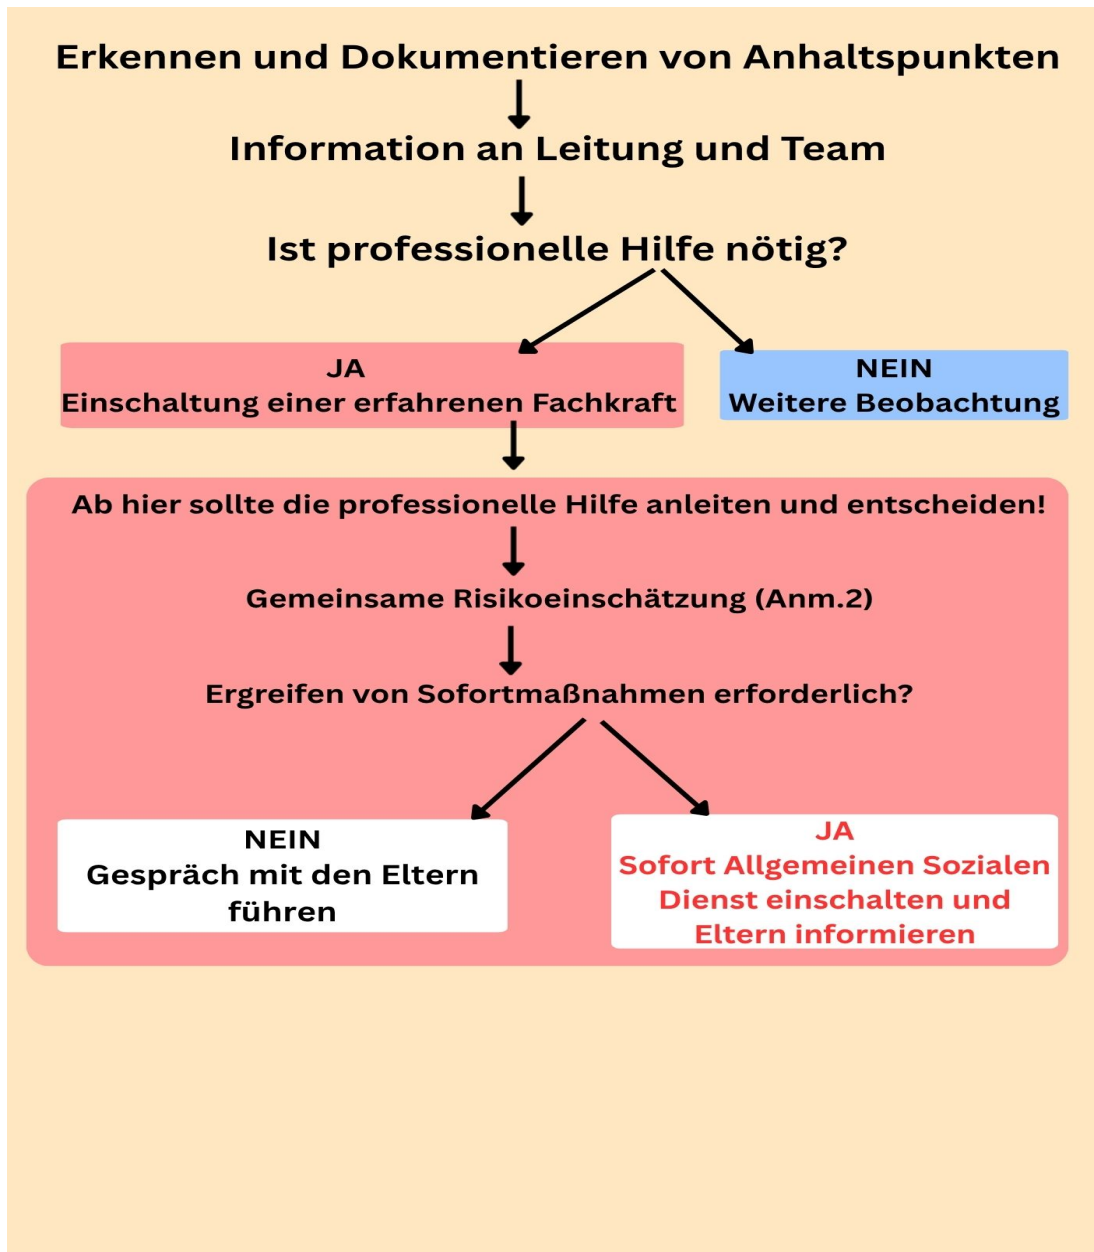 Erkennen und Dokumentieren von Anhaltspunkten
Information an Leitung und Team
Ist professionelle Hilfe nötig?
JA
Einschaltung einer erfahrenen Fachkraft
NEIN
Weitere Beobachtung
Ab hier sollte die professionelle Hilfe anleiten und entscheiden!
Gemeinsame Risikoeinschätzung (Anm.2)
Ergreifen von Sofortmaßnahmen erforderlich?
NEIN
Gespräch mit den Eltern
führen
JA
Sofort Allgemeinen Sozialen
Dienst einschalten und
Eltern informieren